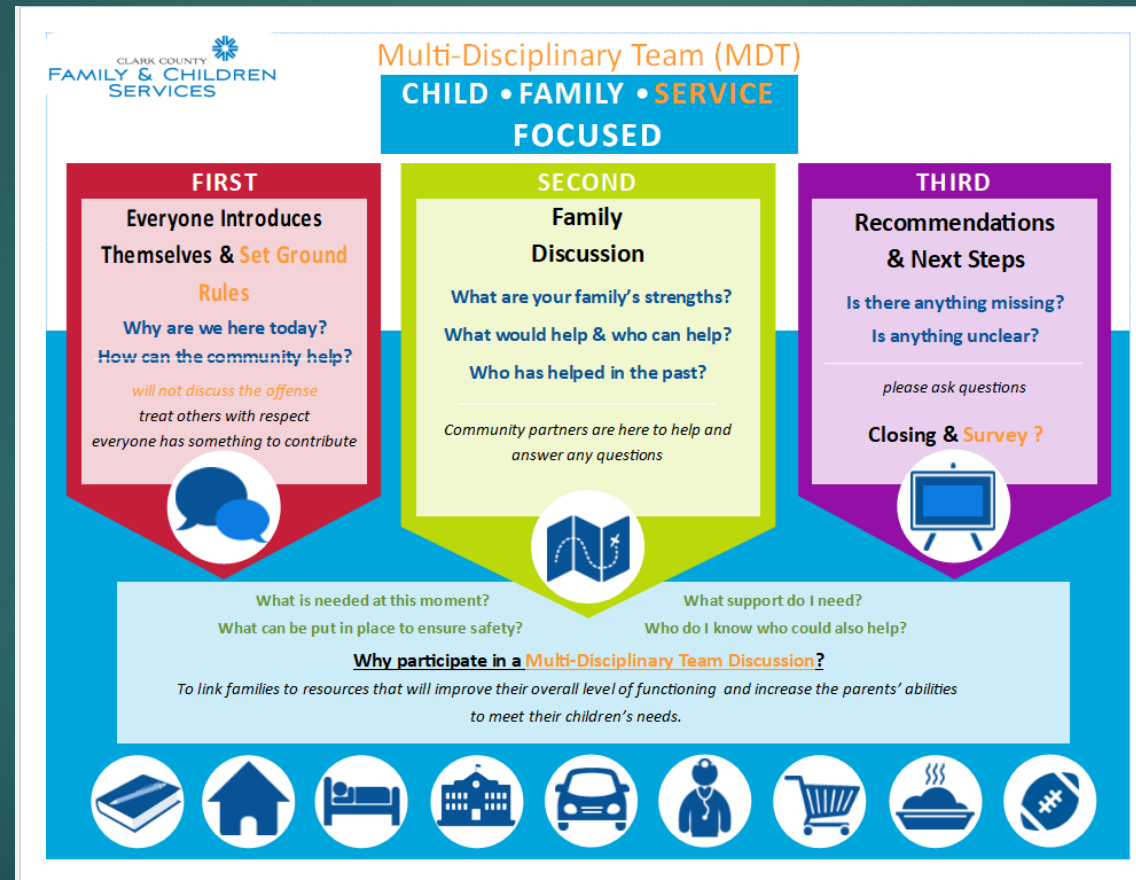 CLARK COUNTY
FAMILY & CHILDREN
SERVICES
Multi-Disciplinary Team (MDT)
CHILD • FAMILY • SERVICE
FOCUSED
FIRST
Everyone Introduces
Themselves & Set Ground
Rules
Why are we here today?
How can the community help?
will not discuss the offense
treat others with respect
everyone has something to contribute
SECOND
Family
Discussion
What are your family's strengths?
What would help & who can help?
Who has helped in the past?
Community partners are here to help and
answer any questions
THIRD
Recommendations
& Next Steps
Is there anything missing?
Is anything unclear?
please ask questions
Closing & Survey ?
What is needed at this moment?
What can be put in place to ensure safety?
What support do I need?
Who do I know who could also help?
Why participate in a Multi-Disciplinary Team Discussion?
To link families to resources that will improve their overall level of functioning and increase the parents' abilities
to meet their children's needs.